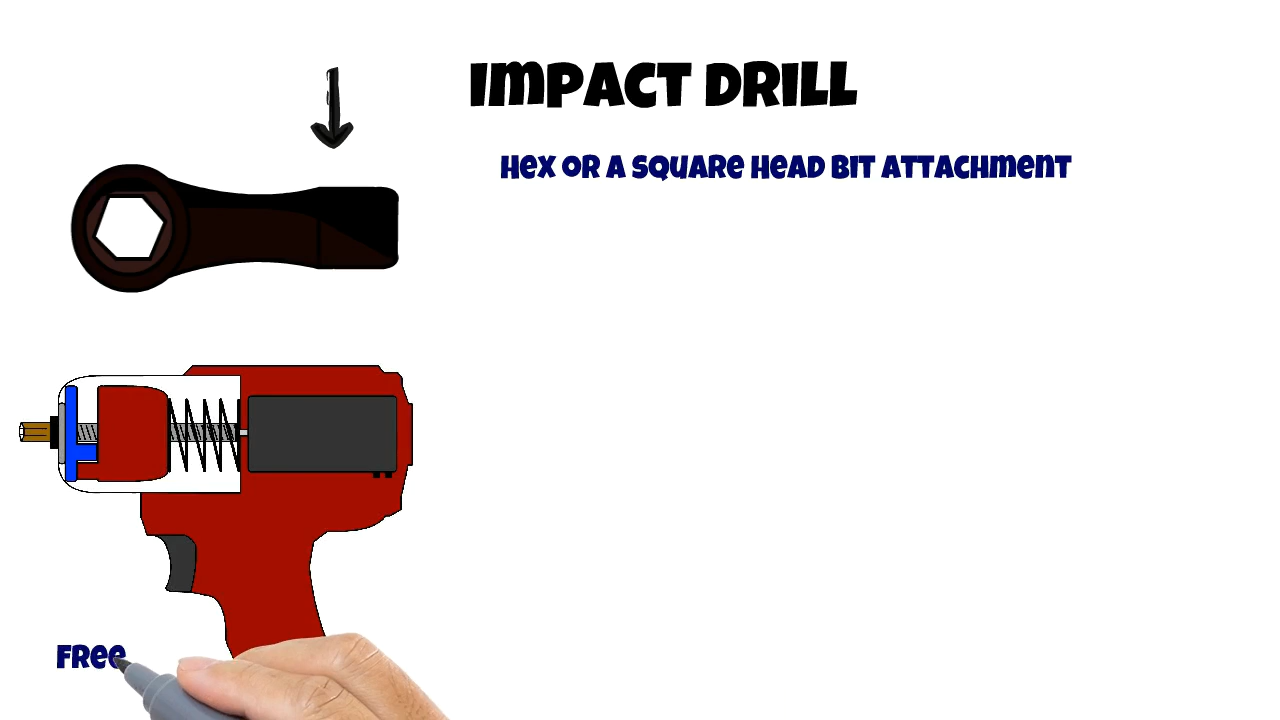 IMPACT DRILL
HEX OR A SQUARE HEAD BIT ATTACHMENT
FREE